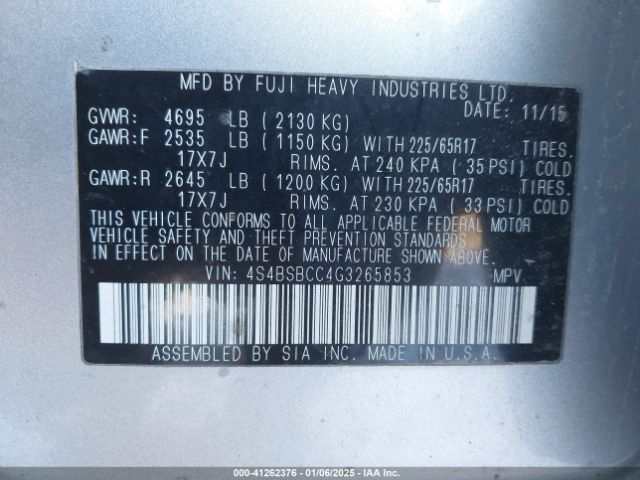 MFD BY FUJI HEAVY INDUSTRIES LTD.
DATE: 11/15
GVWR: 4695 LB (2130 KG)
GAWR:F 2535 LB (1150 KG) WITH 225/65R17 TIRES.
17X7J RIMS. AT 240 KPA (35 PSI) COLD
GAWR:R 2645 LB (1200 KG) WITH 225/65R17 TIRES.
17X7J RIMS. AT 230 KPA (33 PSI) COLD
THIS VEHICLE CONFORMS TO ALL APPLICABLE FEDERAL MOTOR
VEHICLE SAFETY AND THEFT PREVENTION STANDARDS
IN EFFECT ON THE DATE OF MANUFACTURE SHOWN ABOVE.
VIN: 4S4BSBCC4G3265853 MPV
ASSEMBLED BY SIA INC. MADE IN U.S.A.
000-41262376 - 01/06/2025 - IAA Inc.